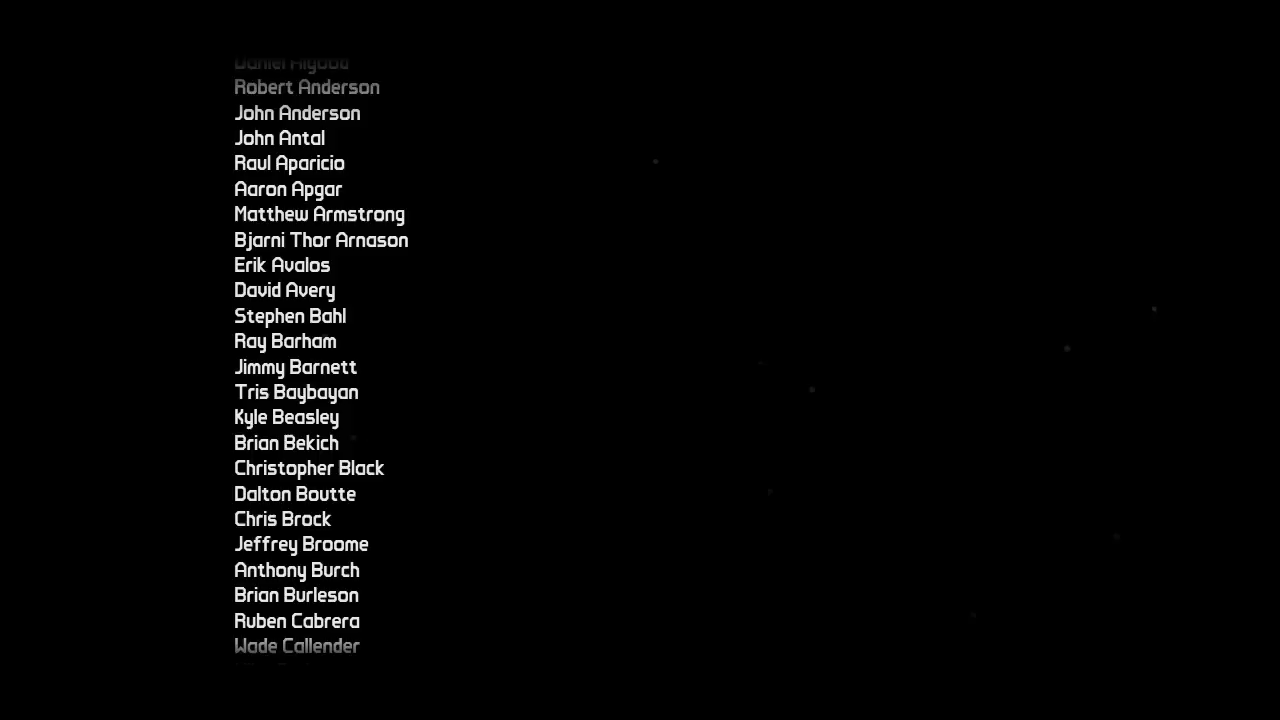 Daniel
Robert Anderson
John Anderson
John Antal
Raul Aparicio
Aaron Apgar
Matthew Armstrong
Bjarni Thor Arnason
Erik Avalos
David Avery
Stephen Bahl
Ray Barham
Jimmy Barnett
Tris Baybayan
Kyle Beasley
Brian Bekich
Christopher Black
Dalton Boutte
Chris Brock
Jeffrey Broome
Anthony Burch
Brian Burleson
Ruben Cabrera
Wade Callender